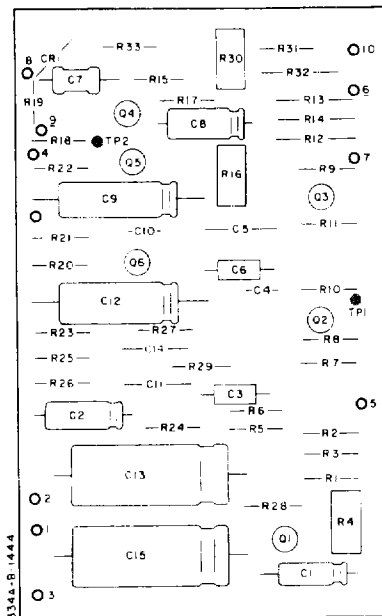 R33
R31
10
8
CR1
C7
R15
R30
R32
R19
6
R17
R13
Q4
C8
R14
9
R18
TP2
R12
4
Q5
7
R22
R16
R9
C9
Q3
C10
C5
R11
R21
Q6
R20
C6
C4
R10
C12
TP1
Q2
R23
R27
R8
C14
R25
R29
R7
R26
C11
C3
5
C2
R6
R24
R5
R2
R3
C13
R1
2
R28
R4
1
Q1
C15
C1
3
334A-B-1444